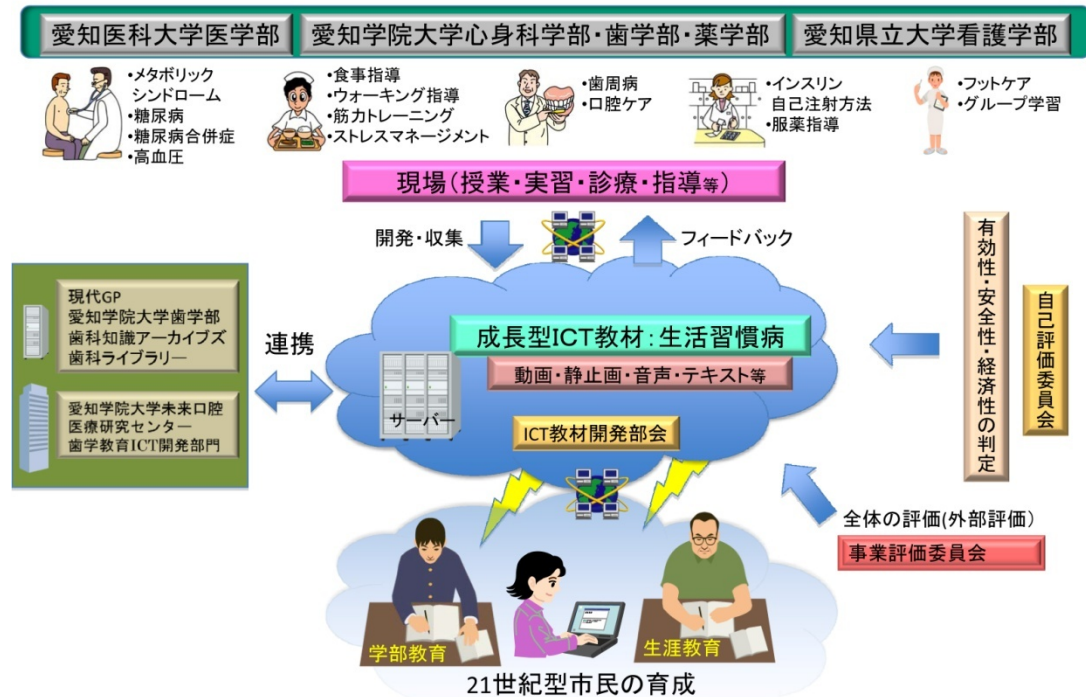 愛知医科大学医学部
愛知学院大学心身科学部・歯学部・薬学部
愛知県立大学看護学部
・メタボリック
シンドローム
・糖尿病
・糖尿病合併症
・高血圧
・食事指導
・ウォーキング指導
・筋力トレーニング
・ストレスマネージメント
・歯周病
・口腔ケア
・インスリン
自己注射方法
・服薬指導
・フットケア
・グループ学習
現場(授業・実習・診療・指導等)
開発・収集
フィードバック
現代GP
愛知学院大学歯学部
歯科知識アーカイブズ
歯科ライブラリー
愛知学院大学未来口腔
医療研究センター
歯学教育ICT開発部門
連携
成長型ICT教材:生活習慣病
動画・静止画・音声・テキスト等
サーバー
ICT教材開発部会
有効性・安全性・経済性の判定
自己評価委員会
全体の評価(外部評価)
事業評価委員会
学部教育
生涯教育
21世紀型市民の育成